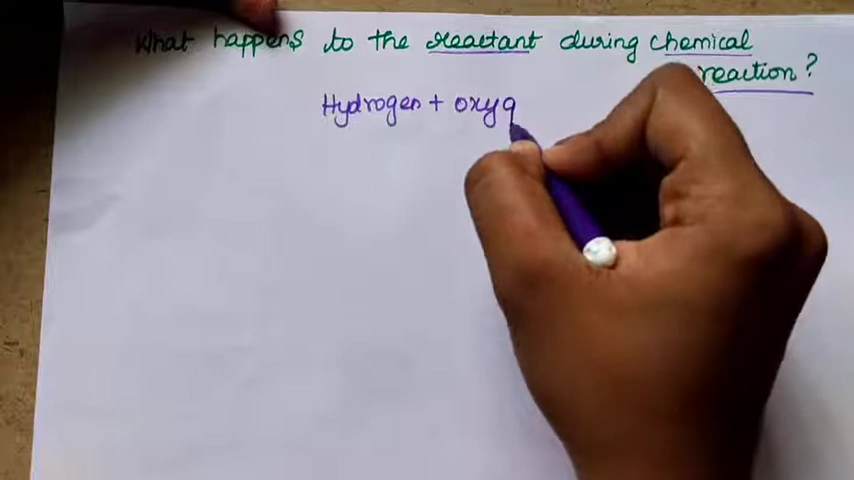 What happens to the reactant during chemical
reaction?
Hydrogen + oxyg